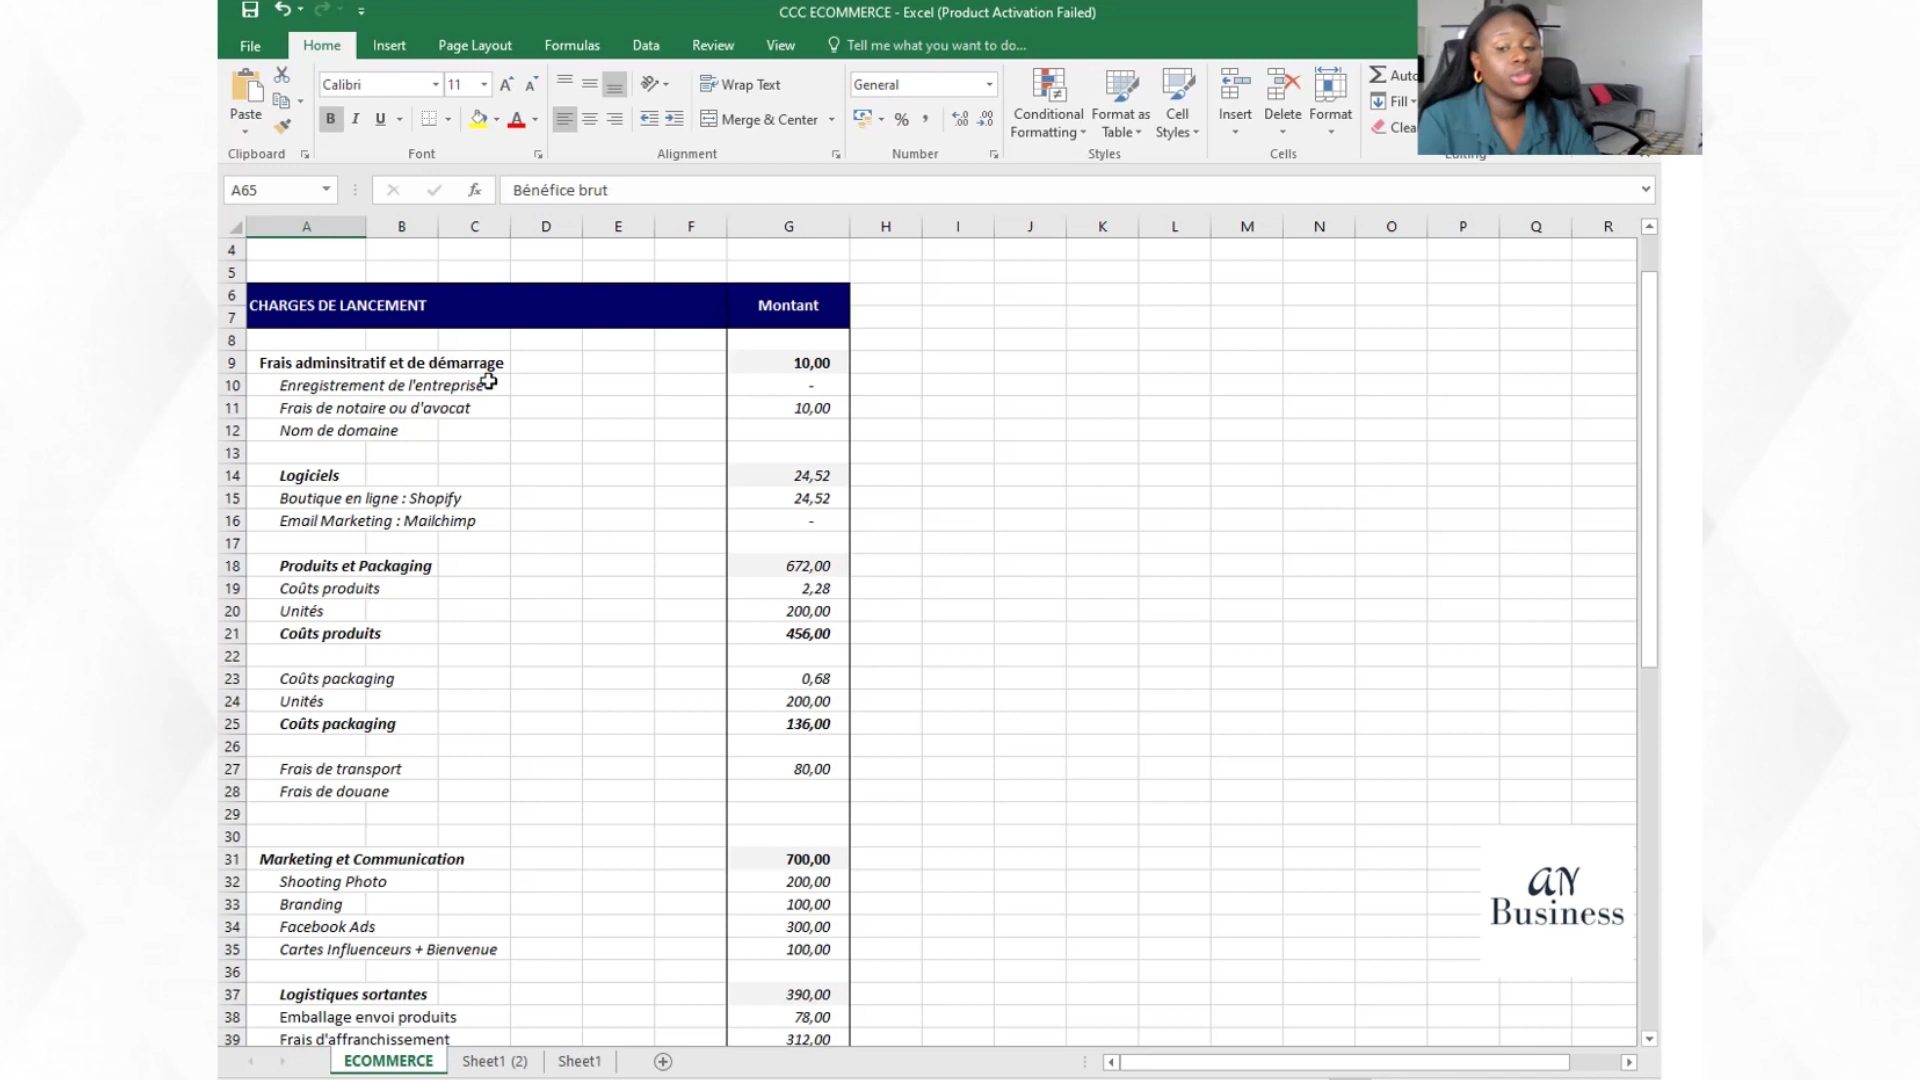 CCC ECOMMERCE - Excel (Product Activation Failed)
File Home Insert Page Layout Formulas Data Review View Tell me what you want to do...
Paste
Calibri 11
B I U
Wrap Text
Merge & Center
General
%
Conditional Formatting
Format as Table
Cell Styles
Insert Delete Format
Auto
Fill
Clea
Clipboard Font Alignment Number Styles Cells
A65 fx Bénéfice brut
A B C D E F G H I J K L M N O P Q R
4
5
6 CHARGES DE LANCEMENT Montant
7
8
9 Frais adminsitratif et de démarrage 10,00
10 Enregistrement de l'entreprise -
11 Frais de notaire ou d'avocat 10,00
12 Nom de domaine
13
14 Logiciels 24,52
15 Boutique en ligne : Shopify 24,52
16 Email Marketing : Mailchimp -
17
18 Produits et Packaging 672,00
19 Coûts produits 2,28
20 Unités 200,00
21 Coûts produits 456,00
22
23 Coûts packaging 0,68
24 Unités 200,00
25 Coûts packaging 136,00
26
27 Frais de transport 80,00
28 Frais de douane
29
30
31 Marketing et Communication 700,00
32 Shooting Photo 200,00
33 Branding 100,00
34 Facebook Ads 300,00
35 Cartes Influenceurs + Bienvenue 100,00
36
37 Logistiques sortantes 390,00
38 Emballage envoi produits 78,00
39 Frais d'affranchissement 312,00
AN
Business
ECOMMERCE Sheet1 (2) Sheet1